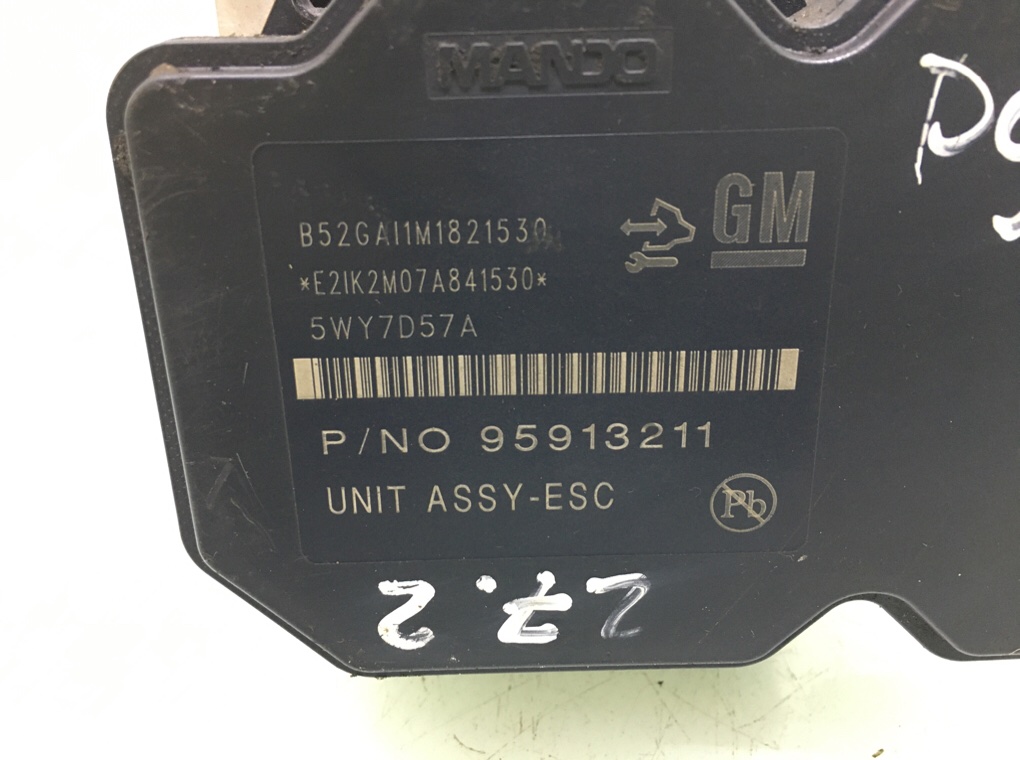 MANDO
GM
B52GAI1M1821530
*E2IK2M07A841530*
5WY7D57A
P/NO 95913211
UNIT ASSY-ESC
Pb
27.2